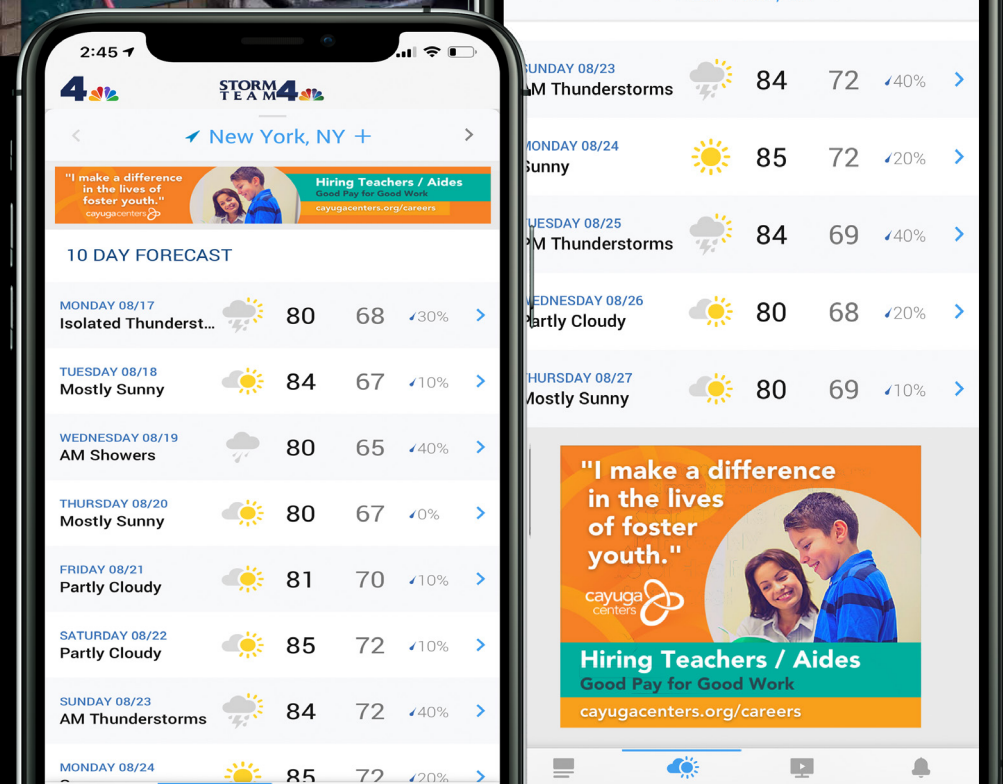 2:45
4
STORM
TEAM 4
New York, NY +
"I make a difference
in the lives of
foster youth."
cayugacenters
Hiring Teachers / Aides
Good Pay for Good Work
cayugacenters.org/careers
10 DAY FORECAST
MONDAY 08/17
Isolated Thunderst... 80 68 30%
TUESDAY 08/18
Mostly Sunny 84 67 10%
WEDNESDAY 08/19
AM Showers 80 65 40%
THURSDAY 08/20
Mostly Sunny 80 67 0%
FRIDAY 08/21
Partly Cloudy 81 70 10%
SATURDAY 08/22
Partly Cloudy 85 72 10%
SUNDAY 08/23
AM Thunderstorms 84 72 40%
MONDAY 08/24
85 72 20%
SUNDAY 08/23
AM Thunderstorms 84 72 40%
MONDAY 08/24
Sunny 85 72 20%
TUESDAY 08/25
PM Thunderstorms 84 69 40%
WEDNESDAY 08/26
Partly Cloudy 80 68 20%
THURSDAY 08/27
Mostly Sunny 80 69 10%
"I make a difference
in the lives
of foster
youth."
cayuga
centers
Hiring Teachers / Aides
Good Pay for Good Work
cayugacenters.org/careers